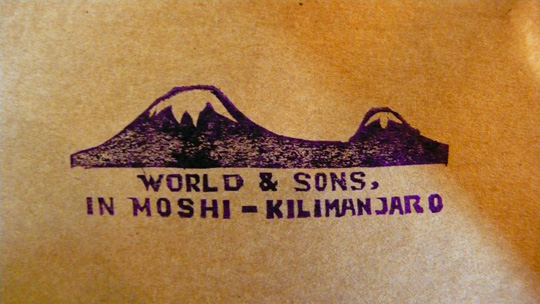 WORLD & SONS,
IN MOSHI - KILIMANJARO